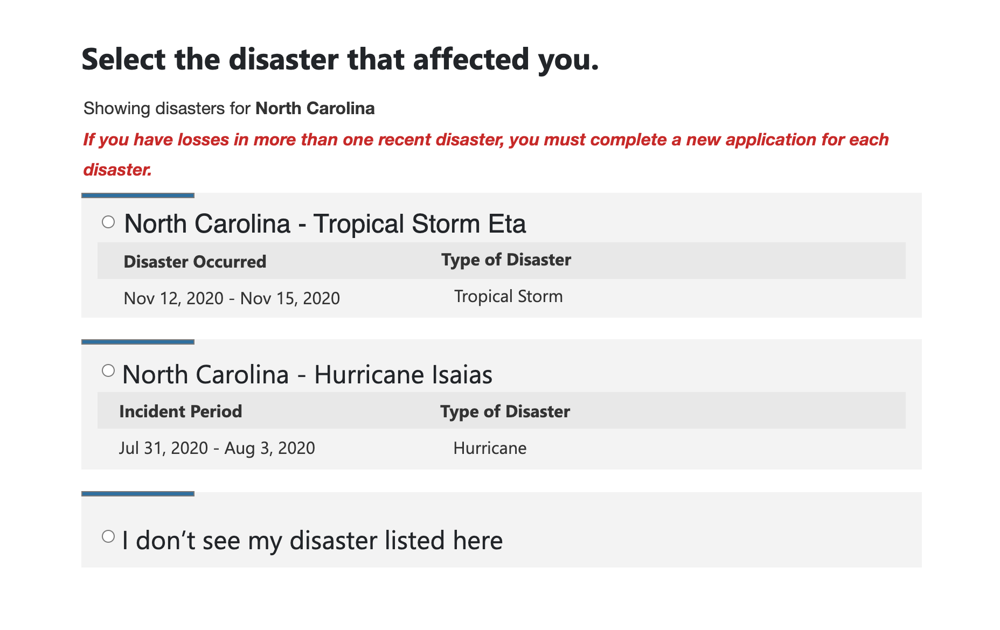 Select the disaster that affected you.
Showing disasters for North Carolina
If you have losses in more than one recent disaster, you must complete a new application for each
disaster.
North Carolina - Tropical Storm Eta
Disaster Occurred Type of Disaster
Nov 12, 2020 - Nov 15, 2020 Tropical Storm
North Carolina - Hurricane Isaias
Incident Period Type of Disaster
Jul 31, 2020 - Aug 3, 2020 Hurricane
I don’t see my disaster listed here